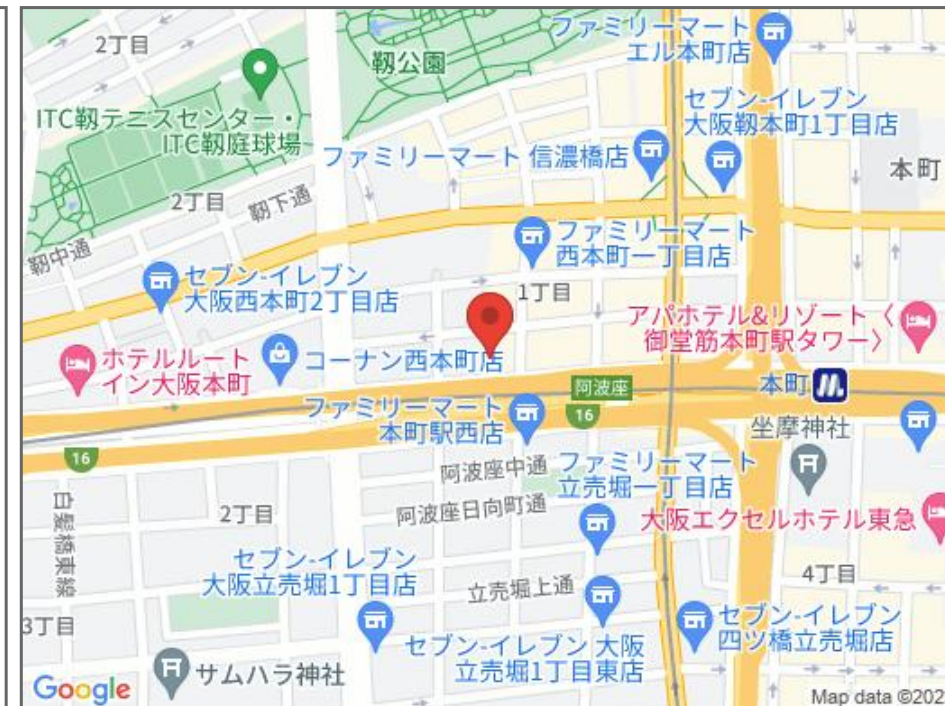 2丁目
靱公園
ファミリーマート
エル本町店
ITC靱テニスセンター・
ITC靱庭球場
セブン-イレブン
大阪靱本町1丁目店
ファミリーマート 信濃橋店
本町
2丁目
靱下通
靱中通
ファミリーマート
西本町一丁目店
セブン-イレブン
大阪西本町2丁目店
1丁目
アパホテル&リゾート〈
御堂筋本町駅タワー〉
ホテルルート
イン大阪本町
コーナン西本町店
阿波座
本町
16
ファミリーマート
本町駅西店
坐摩神社
16
阿波座中通
ファミリーマート
立売堀一丁目店
白髪橋東線
2丁目
阿波座日向町通
大阪エクセルホテル東急
セブン-イレブン
大阪立売堀1丁目店
4丁目
立売堀上通
3丁目
セブン-イレブン 大阪
立売堀1丁目東店
セブン-イレブン
四ツ橋立売堀店
サムハラ神社
Google
Map data ©202